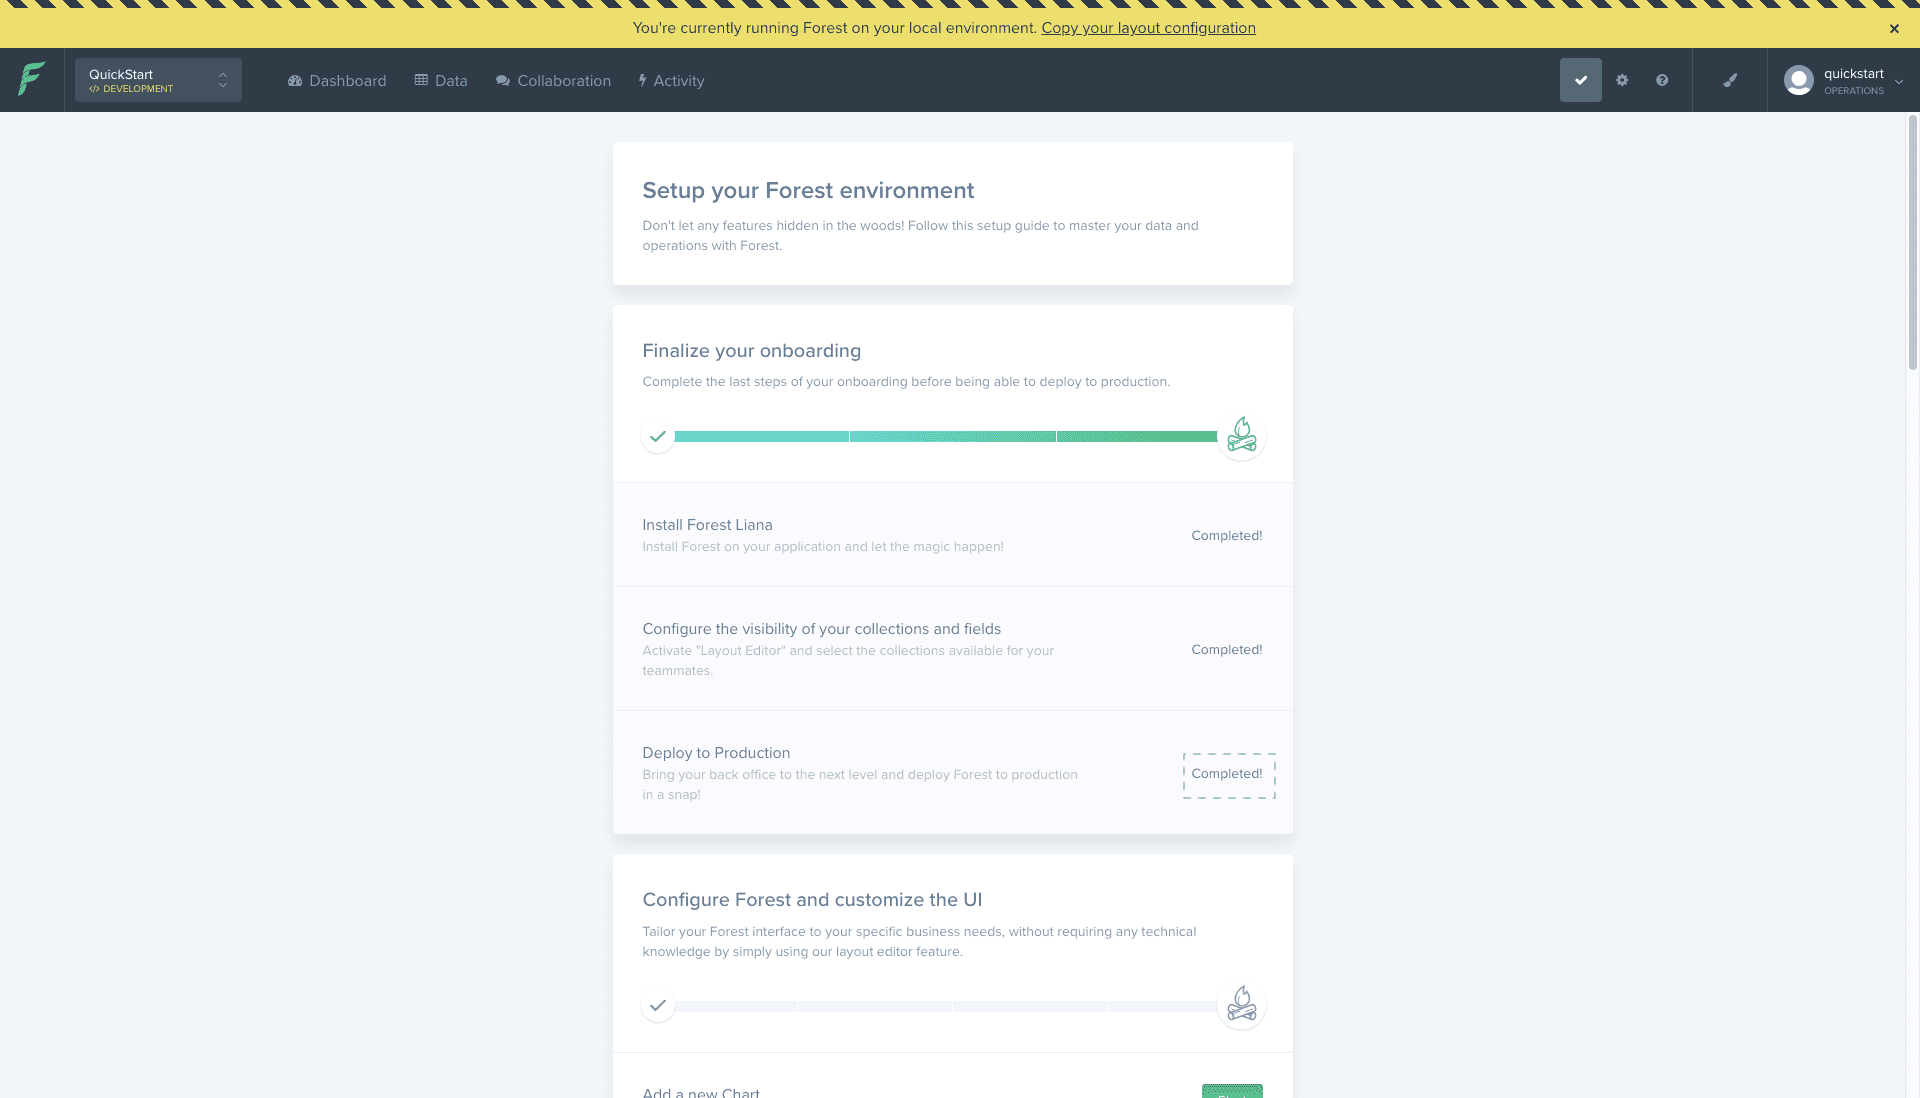 You're currently running Forest on your local environment. Copy your layout configuration
QuickStart
</> DEVELOPMENT
Dashboard
Data
Collaboration
Activity
quickstart
OPERATIONS
Setup your Forest environment
Don't let any features hidden in the woods! Follow this setup guide to master your data and
operations with Forest.
Finalize your onboarding
Complete the last steps of your onboarding before being able to deploy to production.
Install Forest Liana
Install Forest on your application and let the magic happen!
Completed!
Configure the visibility of your collections and fields
Activate "Layout Editor" and select the collections available for your
teammates.
Completed!
Deploy to Production
Bring your back office to the next level and deploy Forest to production
in a snap!
Completed!
Configure Forest and customize the UI
Tailor your Forest interface to your specific business needs, without requiring any technical
knowledge by simply using our layout editor feature.
Add a new Chart